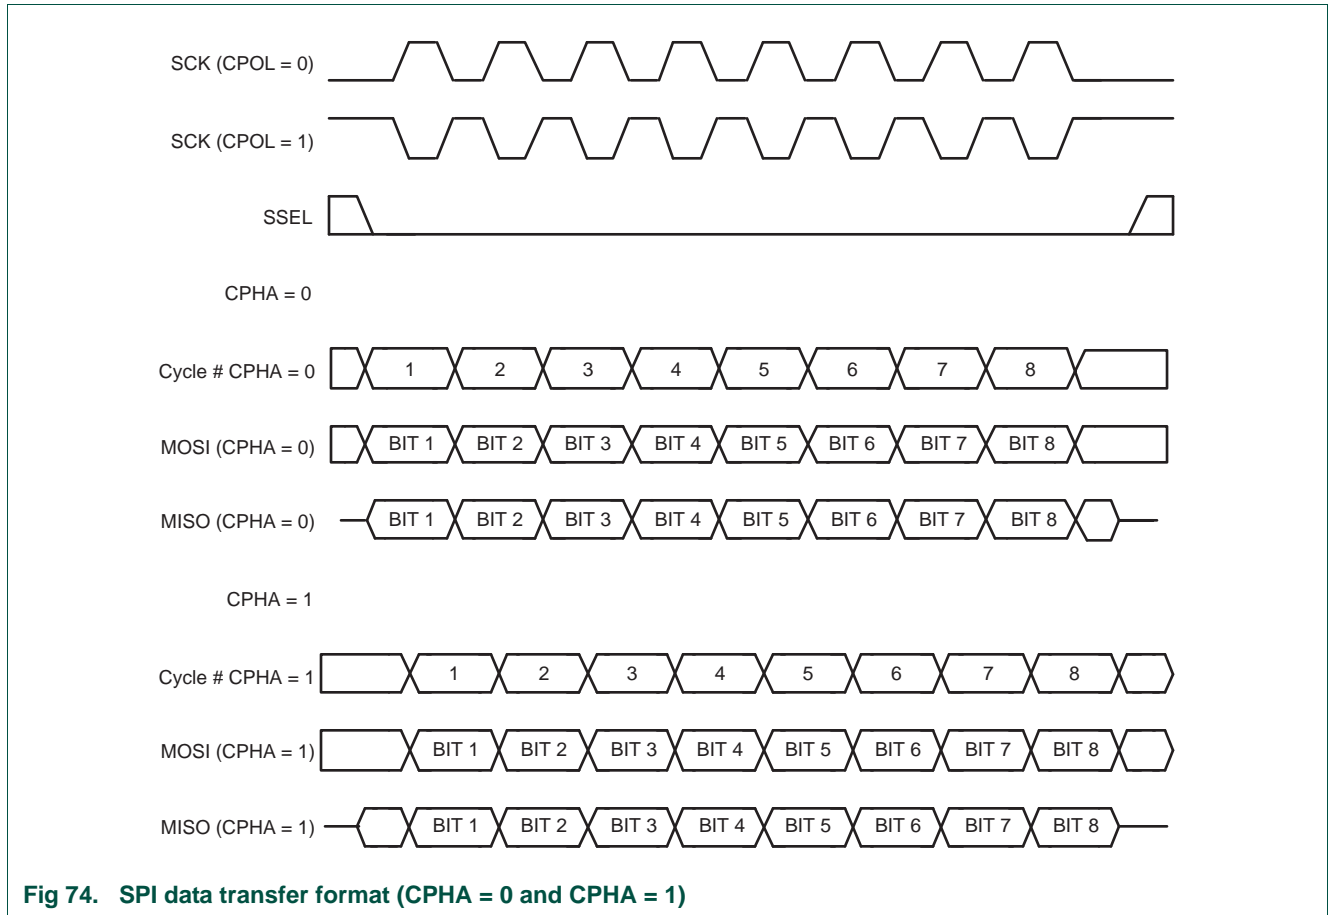 SCK (CPOL = 0)
SCK (CPOL = 1)
SSEL
CPHA = 0
Cycle # CPHA = 0 1 2 3 4 5 6 7 8
MOSI (CPHA = 0) BIT 1 BIT 2 BIT 3 BIT 4 BIT 5 BIT 6 BIT 7 BIT 8
MISO (CPHA = 0) BIT 1 BIT 2 BIT 3 BIT 4 BIT 5 BIT 6 BIT 7 BIT 8
CPHA = 1
Cycle # CPHA = 1 1 2 3 4 5 6 7 8
MOSI (CPHA = 1) BIT 1 BIT 2 BIT 3 BIT 4 BIT 5 BIT 6 BIT 7 BIT 8
MISO (CPHA = 1) BIT 1 BIT 2 BIT 3 BIT 4 BIT 5 BIT 6 BIT 7 BIT 8
Fig 74. SPI data transfer format (CPHA = 0 and CPHA = 1)